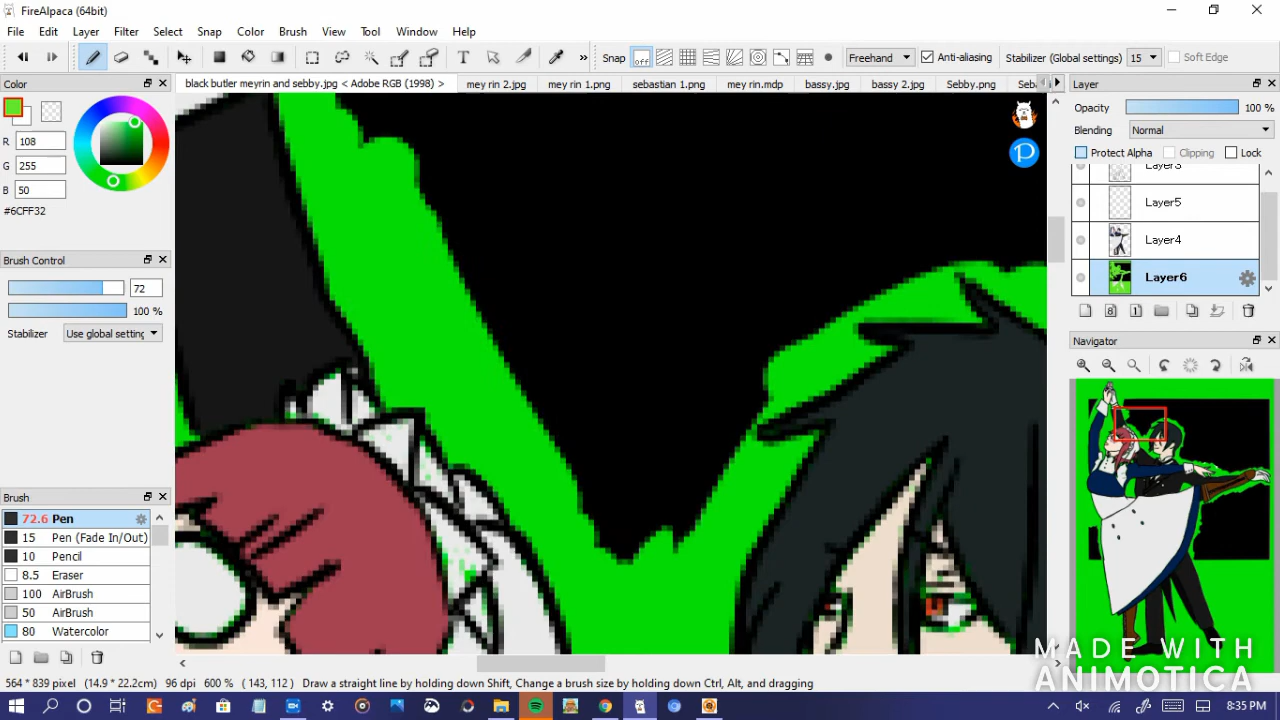 FireAlpaca (64bit)
File Edit Layer Filter Select Snap Color Brush View Tool Window Help
T » Snap off Freehand Anti-aliasing Stabilizer (Global Settings) 15 Soft Edge
Color
black butler meyrin and sebby.jpg < Adobe RGB (1998) > mey rin 2.jpg mey rin 1.png sebastian 1.png mey rin.mdp bassy.jpg bassy 2.jpg Sebby.png
Layer
Opacity 100 %
Blending Normal
Protect Alpha Clipping Lock
R 108
G 255
B 50
#6CFF32
P
Layer5
Layer4
Layer6
Brush Control
72
100 %
Stabilizer Use global setting
8 1
Navigator
Brush
72.6 Pen
15 Pen (Fade In/Out)
10 Pencil
8.5 Eraser
100 AirBrush
50 AirBrush
80 Watercolor
MADE WITH
ANIMOTICA
564 * 839 pixel (14.9 * 22.2cm) 96 dpi 600 % ( 143, 112 ) Draw a straight line by holding down Shift, Change a brush size by holding down Ctrl, Alt, and dragging
8:35 PM